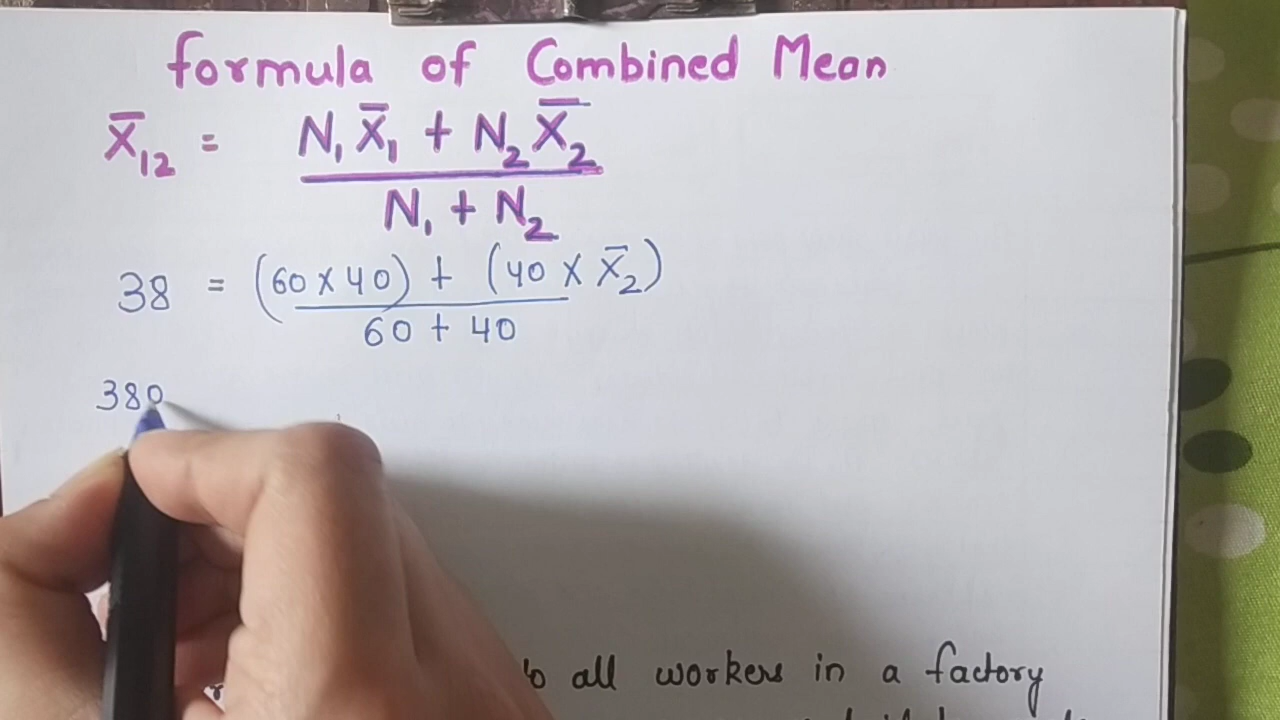 formula of Combined Mean
X̄₁₂ = N₁X̄₁ + N₂X̄₂
N₁ + N₂
38 = (60 × 40) + (40 × X̄₂)
60 + 40
380
all workers in a factory